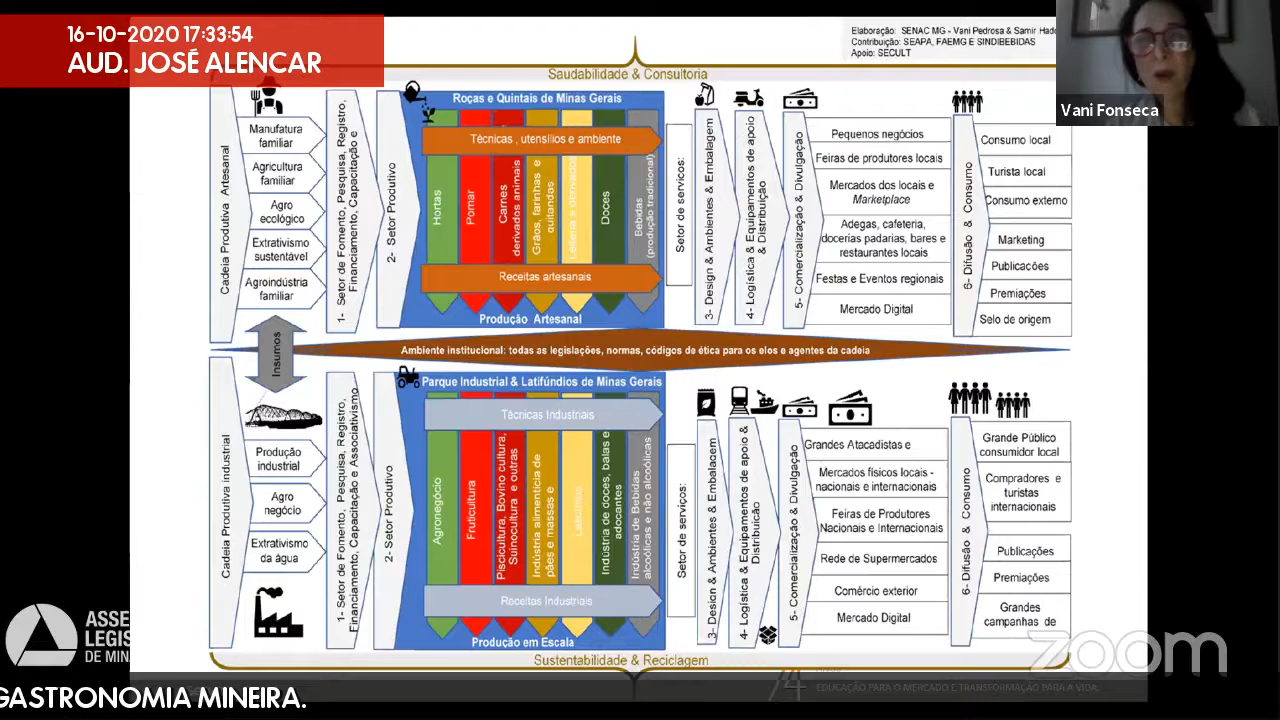 16-10-2020 17:33:54
AUD. JOSÉ ALENCAR
Elaboração: SENAC MG - Vani Pedrosa & Samir
Contribuição: SEAPA, FAEMG E SINDIBEBIDAS
Apoio: SECULT
Vani Fonseca
Saudabilidade & Consultoria
Cadeia Produtiva Artesanal
Manufatura
familiar
Agricultura
familiar
Agro
ecológico
Extrativismo
sustentável
Agroindústria
familiar
1- Setor de Fomento, Pesquisa, Registro,
Financiamento, Capacitação e
2- Setor Produtivo
Roças e Quintais de Minas Gerais
Técnicas , utensílios e ambiente
Hortas
Pomar
Carnes
derivados animais
Grãos, farinhas e
quitandas
Leiteria e derivados
Doces
Bebidas
(produção tradicional)
Receitas artesanais
Produção Artesanal
Setor de serviços:
3- Design & Ambientes & Embalagem
4- Logística & Equipamentos de apoio
& Distribuição
5- Comercialização & Divulgação
Pequenos negócios
Feiras de produtores locais
Mercados dos locais e
Marketplace
Adegas, cafeteria,
docerias padarias, bares e
restaurantes locais
Festas e Eventos regionais
Mercado Digital
6- Difusão & Consumo
Consumo local
Turista local
Consumo externo
Marketing
Publicações
Premiações
Selo de origem
Insumos
Ambiente institucional: todas as legislações, normas, códigos de ética para os elos e agentes da cadeia
Cadeia Produtiva industrial
Produção
industrial
Agro
negócio
Extrativismo
da água
1- Setor de Fomento, Pesquisa, Registro,
Financiamento, Capacitação e Associativismo
2- Setor Produtivo
Parque Industrial & Latifúndios de Minas Gerais
Técnicas Industriais
Agronegócio
Fruticultura
Piscicultura, Bovino cultura,
Suinocultura e outras
Indústria alimentícia de
pães e massas e
Laticínios
Indústria de doces, balas e
adoçantes
Indústria de Bebidas
alcoólicas e não alcoólicas
Receitas Industriais
Produção em Escala
Setor de serviços:
3- Design & Ambientes & Embalagem
4- Logística & Equipamentos de apoio &
Distribuição
5- Comercialização & Divulgação
Grandes Atacadistas e
Mercados físicos locais -
nacionais e internacionais
Feiras de Produtores
Nacionais e Internacionais
Rede de Supermercados
Comércio exterior
Mercado Digital
6- Difusão & Consumo
Grande Público
consumidor local
Compradores e
turistas
internacionais
Publicações
Premiações
Grandes
campanhas de
Sustentabilidade & Reciclagem
EDUCAÇÃO PARA O MERCADO E TRANSFORMAÇÃO PARA A VIDA.
ASSE
LEGIS
DE MINA
zoom
GASTRONOMIA MINEIRA.